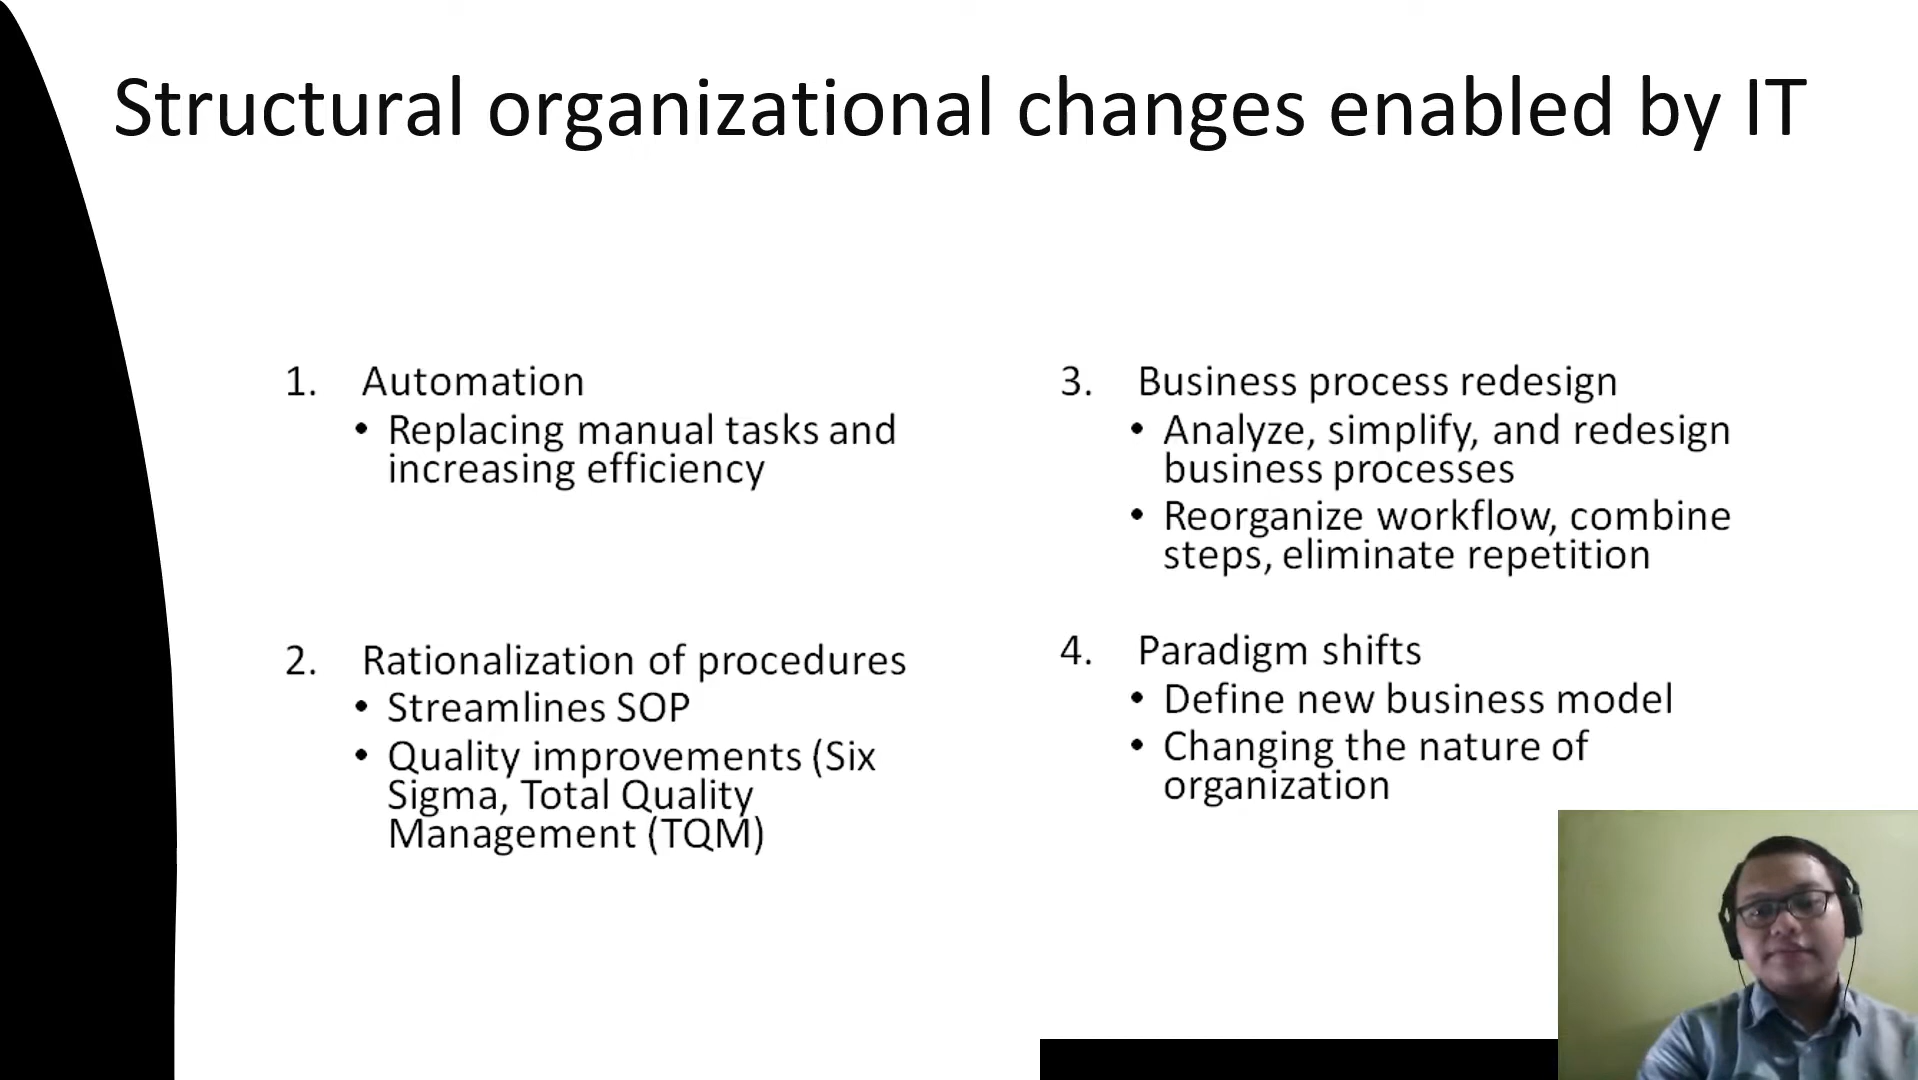 Structural organizational changes enabled by IT
1. Automation
• Replacing manual tasks and
increasing efficiency
2. Rationalization of procedures
• Streamlines SOP
• Quality improvements (Six
Sigma, Total Quality
Management (TQM)
3. Business process redesign
• Analyze, simplify, and redesign
business processes
• Reorganize workflow, combine
steps, eliminate repetition
4. Paradigm shifts
• Define new business model
• Changing the nature of
organization